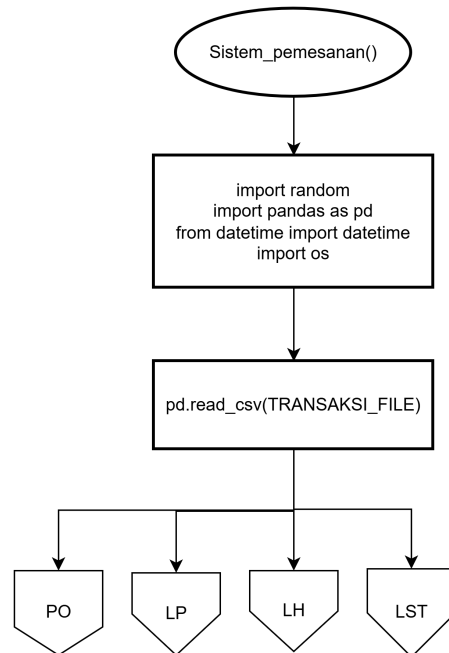 Sistem_pemesanan()
import random
import pandas as pd
from datetime import datetime
import os
pd.read_csv(TRANSAKSI_FILE)
PO
LP
LH
LST